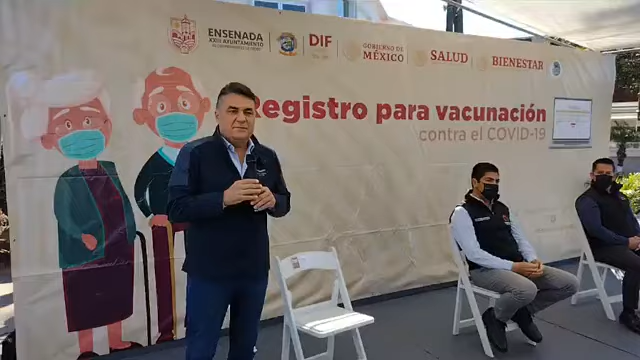 ENSENADA
XXIII AYUNTAMIENTO
DIF
GOBIERNO DE
MÉXICO
SALUD
BIENESTAR
Registro para vacunación
contra el COVID-19